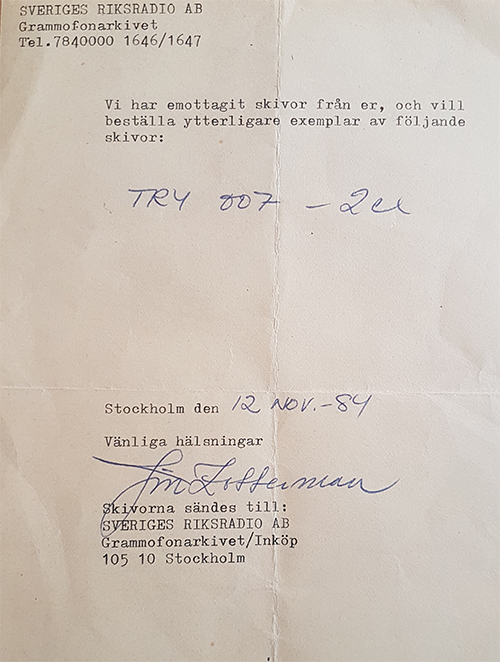 SVERIGES RIKSRADIO AB
Grammofonarkivet
Tel.7840000 1646/1647
Vi har emottagit skivor från er, och vill
beställa ytterligare exemplar av följande
skivor:
TRY 007 - 2 ex
Stockholm den 12 NOV.-84
Vänliga hälsningar
Skivorna sändes till:
SVERIGES RIKSRADIO AB
Grammofonarkivet/Inköp
105 10 Stockholm